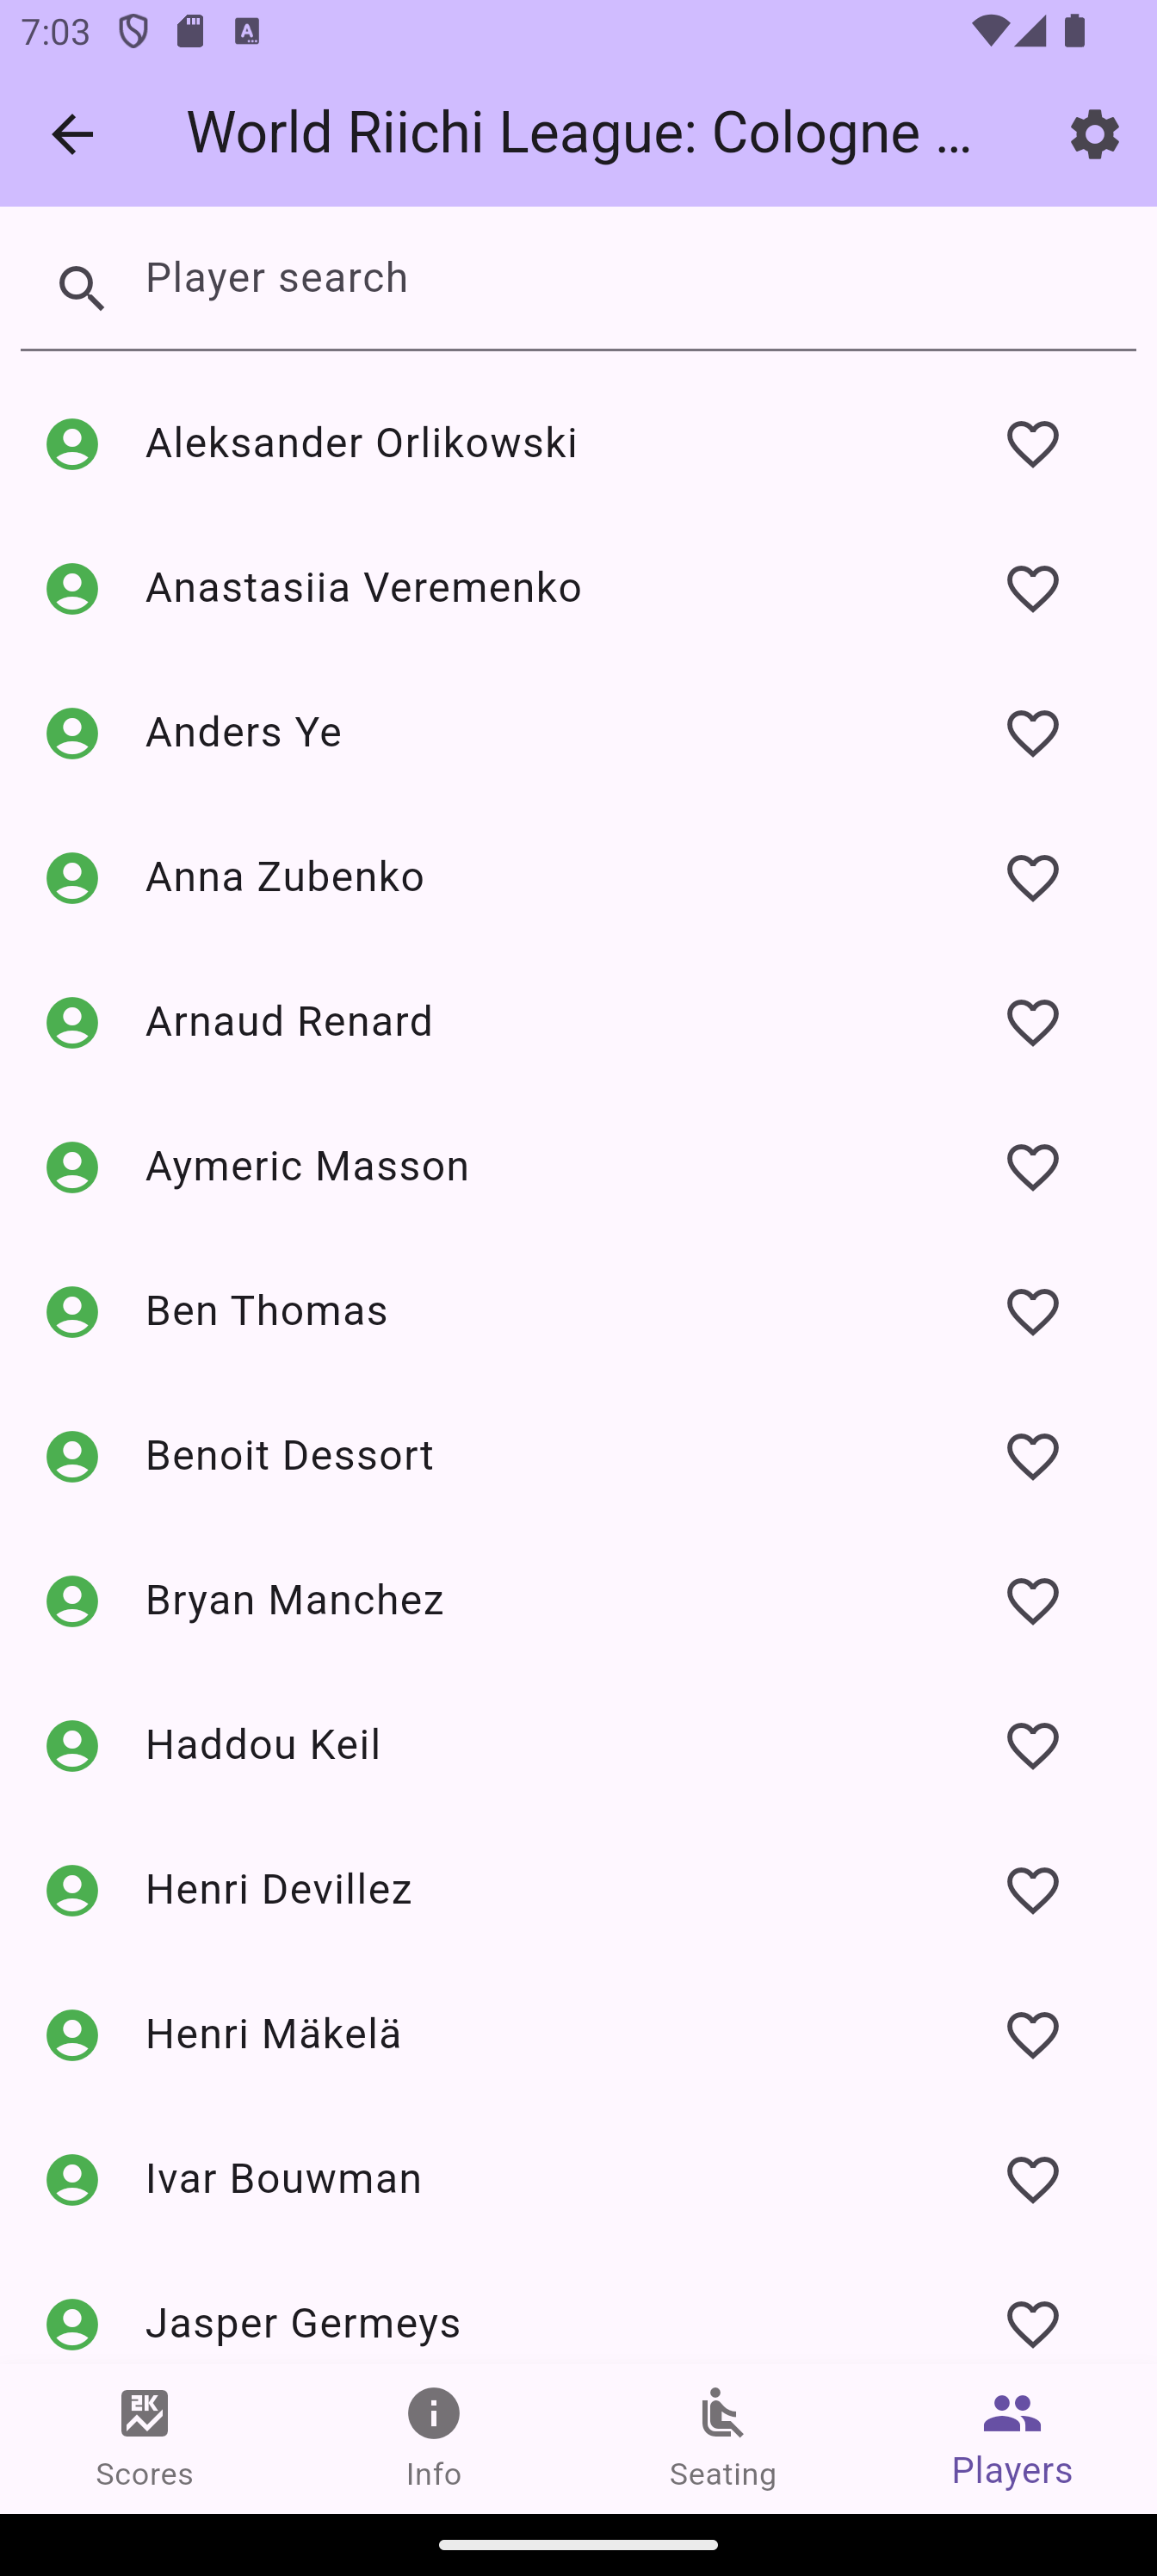 7:03
World Riichi League: Cologne ...
Player search
Aleksander Orlikowski
Anastasiia Veremenko
Anders Ye
Anna Zubenko
Arnaud Renard
Aymeric Masson
Ben Thomas
Benoit Dessort
Bryan Manchez
Haddou Keil
Henri Devillez
Henri Mäkelä
Ivar Bouwman
Jasper Germeys
Scores
Info
Seating
Players